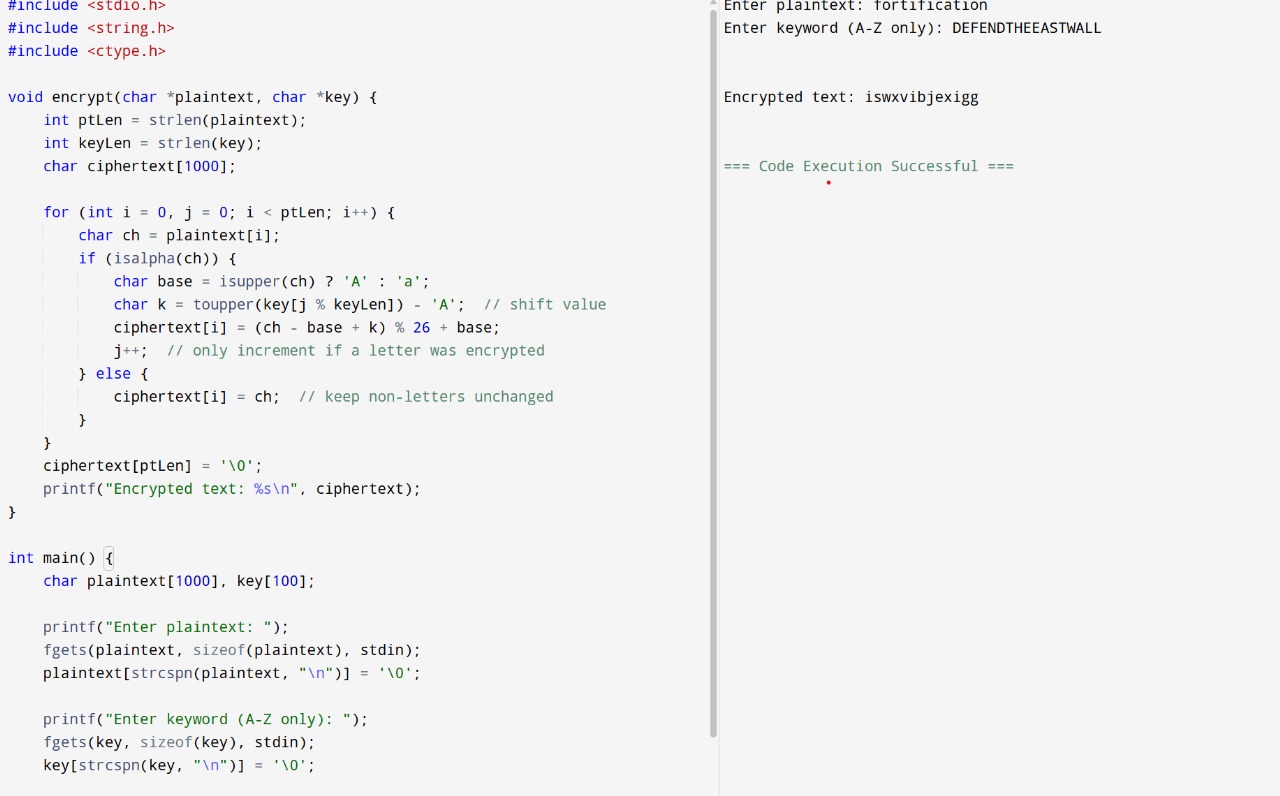 #include <stdio.h>
#include <string.h>
#include <ctype.h>

void encrypt(char *plaintext, char *key) {
    int ptLen = strlen(plaintext);
    int keyLen = strlen(key);
    char ciphertext[1000];

    for (int i = 0, j = 0; i < ptLen; i++) {
        char ch = plaintext[i];
        if (isalpha(ch)) {
            char base = isupper(ch) ? 'A' : 'a';
            char k = toupper(key[j % keyLen]) - 'A';  // shift value
            ciphertext[i] = (ch - base + k) % 26 + base;
            j++;  // only increment if a letter was encrypted
        } else {
            ciphertext[i] = ch;  // keep non-letters unchanged
        }
    }
    ciphertext[ptLen] = '\0';
    printf("Encrypted text: %s\n", ciphertext);
}

int main() {
    char plaintext[1000], key[100];

    printf("Enter plaintext: ");
    fgets(plaintext, sizeof(plaintext), stdin);
    plaintext[strcspn(plaintext, "\n")] = '\0';

    printf("Enter keyword (A-Z only): ");
    fgets(key, sizeof(key), stdin);
    key[strcspn(key, "\n")] = '\0';

Enter plaintext: fortification
Enter keyword (A-Z only): DEFENDTHEEASTWALL

Encrypted text: iswxvibjexigg

=== Code Execution Successful ===